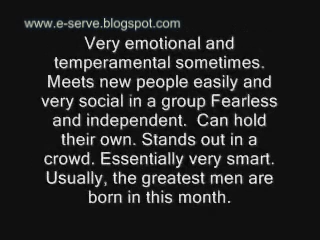 www.e-serve.blogspot.com
Very emotional and
temperamental sometimes.
Meets new people easily and
very social in a group Fearless
and independent.  Can hold
their own. Stands out in a
crowd. Essentially very smart.
Usually, the greatest men are
born in this month.